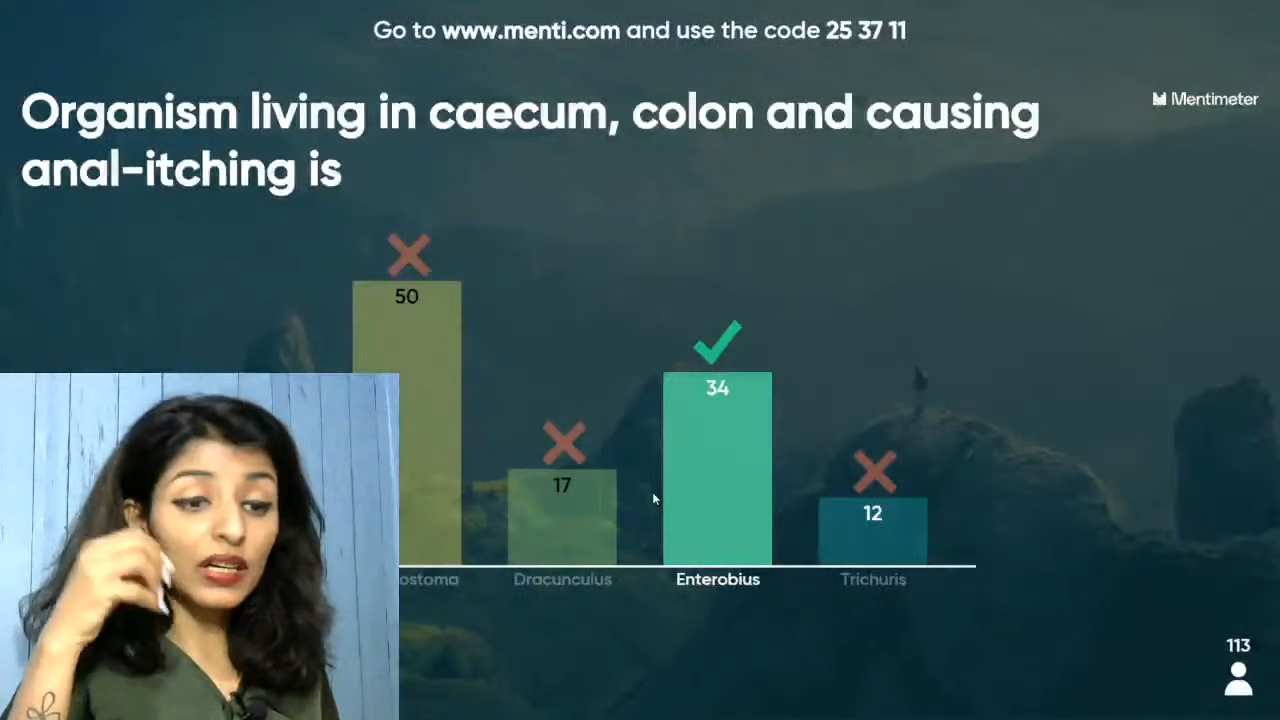 Go to www.menti.com and use the code 25 37 11
Mentimeter
Organism living in caecum, colon and causing
anal-itching is
50
34
17
12
ostoma Dracunculus Enterobius Trichuris
113